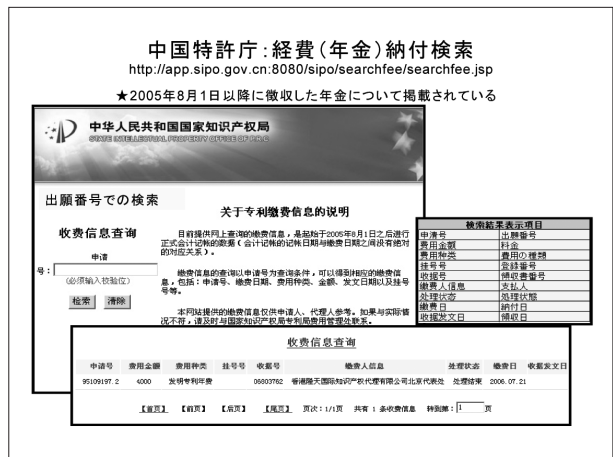 中国特許庁:経費(年金)納付検索
http://app.sipo.gov.cn:8080/sipo/searchfee/searchfee.jsp
★2005年8月1日以降に徴収した年金について掲載されている
中华人民共和国国家知识产权局
STATE INTELLECTUAL PROPERTY OFFICE OF P.R.C
出願番号での検索
收费信息查询
申请
号：
(必须输入校验位)
检索 清除
关于专利缴费信息的说明
目前提供网上查询的缴费信息，是起始于2005年8月1日之后进行
正式会计记帐的数据（会计记帐的记帐日期与缴费日期之间没有绝对
的对应关系）。
缴费信息的查询以申请号为查询条件，可以得到相应的缴费信
息，包括：申请号、缴费日期、费用种类、金额、发文日期以及挂号
号等。
本网站提供的缴费信息仅供申请人、代理人参考。如果与实际情
况不符，请及时与国家知识产权局专利局费用管理处联系。
検索結果表示項目
申请号 出願番号
费用金额 料金
费用种类 費用の種類
挂号号 登録番号
收据号 領収書番号
缴费人信息 支払人
处理状态 処理状態
缴费日 納付日
收据发文日 領収日
收费信息查询
申请号 费用金额 费用种类 挂号号 收据号 缴费人信息 处理状态 缴费日 收据发文日
95109197.2 4000 发明专利年费 06803762 香港隆天国际知识产权代理有限公司北京代表处 处理结束 2006.07.21
【首页】 【前页】 【后页】 【尾页】 页次：1/1页 共有 1 条收费信息 转到第：1 页